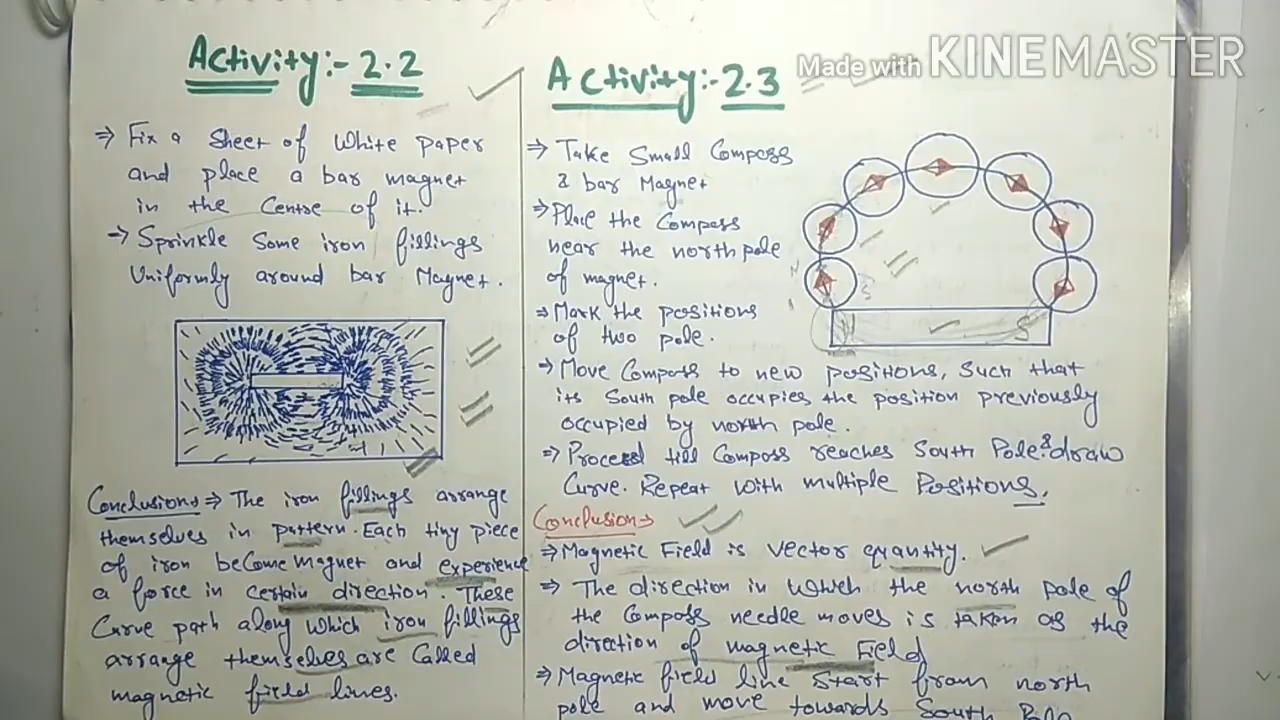 Made with KINEMASTER
Activity:- 2.2
⇒ Fix a Sheet of White paper
and place a bar magnet
in the Centre of it.
⇒ Sprinkle Some iron fillings
Uniformly around bar Magnet.
Conclusion ⇒ The iron fillings arrange
themselves in pattern. Each tiny piece
of iron become magnet and experience
a force in certain direction. These
Curve path along which iron fillings
arrange themselves are Called
magnetic field lines.
Activity:- 2.3
⇒ Take Small Compass
& bar Magnet
⇒ Place the Compass
near the north pole
of magnet.
⇒ Mark the positions
of two pole.
N
S
S
⇒ Move Compass to new positions, Such that
its South pole occupies the position previously
occupied by north pole.
⇒ Proceed till Compass reaches South Pole & draw
Curve. Repeat with multiple Positions.
Conclusion ⇒
⇒ Magnetic Field is vector quantity.
⇒ The direction in which the north pole of
the Compass needle moves is taken as the
direction of magnetic Field
⇒ Magnetic field line Start from north
pole and move towards South Pole